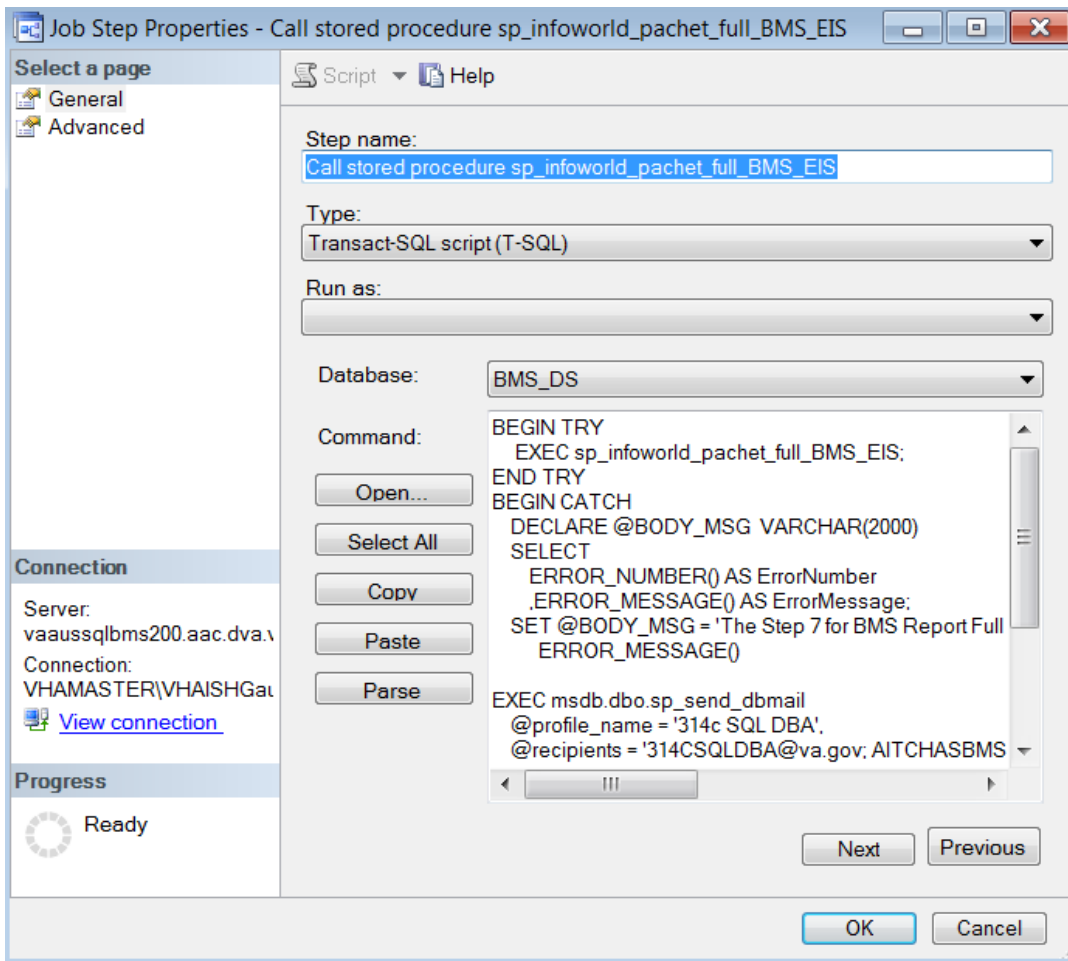 Job Step Properties - Call stored procedure sp_infoworld_pachet_full_BMS_EIS
Select a page
General
Advanced
Script
Help
Step name:
Call stored procedure sp_infoworld_pachet_full_BMS_EIS
Type:
Transact-SQL script (T-SQL)
Run as:
Database:
BMS_DS
Command:
Open...
Select All
Copy
Paste
Parse
BEGIN TRY
EXEC sp_infoworld_pachet_full_BMS_EIS;
END TRY
BEGIN CATCH
DECLARE @BODY_MSG VARCHAR(2000)
SELECT
ERROR_NUMBER() AS ErrorNumber
,ERROR_MESSAGE() AS ErrorMessage;
SET @BODY_MSG = 'The Step 7 for BMS Report Full
ERROR_MESSAGE()
EXEC msdb.dbo.sp_send_dbmail
@profile_name = '314c SQL DBA',
@recipients = '314CSQLDBA@va.gov; AITCHASBMS
Connection
Server:
vaaussqlbms200.aac.dva.v
Connection:
VHAMASTER\VHAISHGau
View connection
Progress
Ready
Next
Previous
OK
Cancel